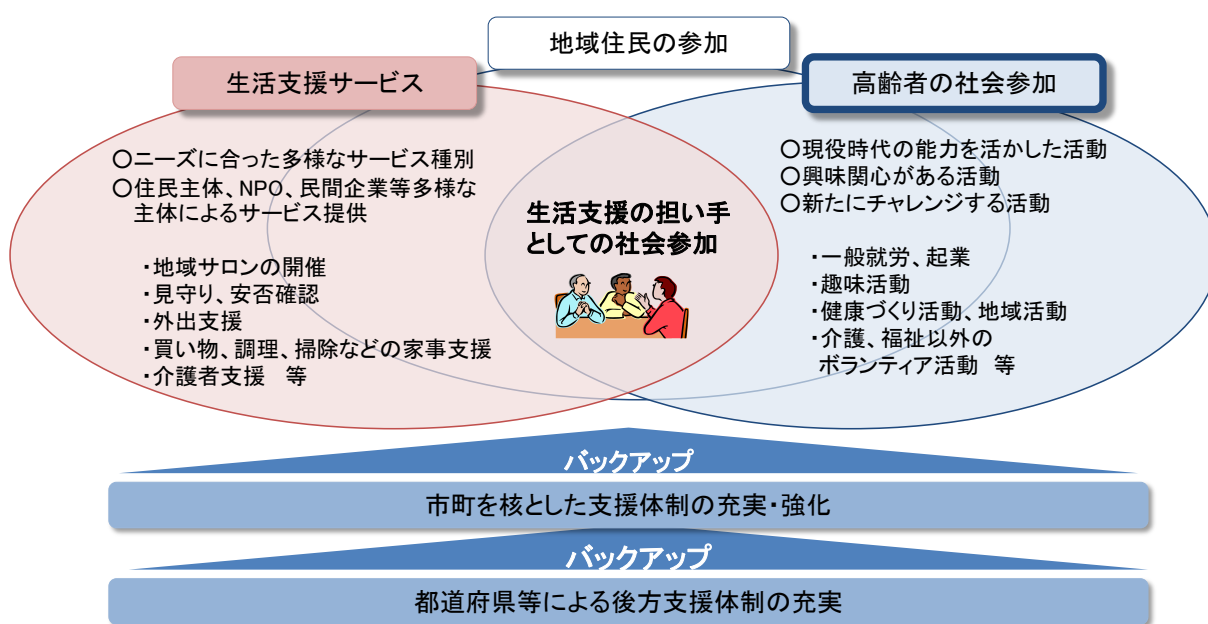 地域住民の参加
生活支援サービス
高齢者の社会参加
○ニーズに合った多様なサービス種別
○住民主体、NPO、民間企業等多様な
主体によるサービス提供
・地域サロンの開催
・見守り、安否確認
・外出支援
・買い物、調理、掃除などの家事支援
・介護者支援　等
生活支援の担い手
としての社会参加
○現役時代の能力を活かした活動
○興味関心がある活動
○新たにチャレンジする活動
・一般就労、起業
・趣味活動
・健康づくり活動、地域活動
・介護、福祉以外の
ボランティア活動　等
バックアップ
市町を核とした支援体制の充実・強化
バックアップ
都道府県等による後方支援体制の充実